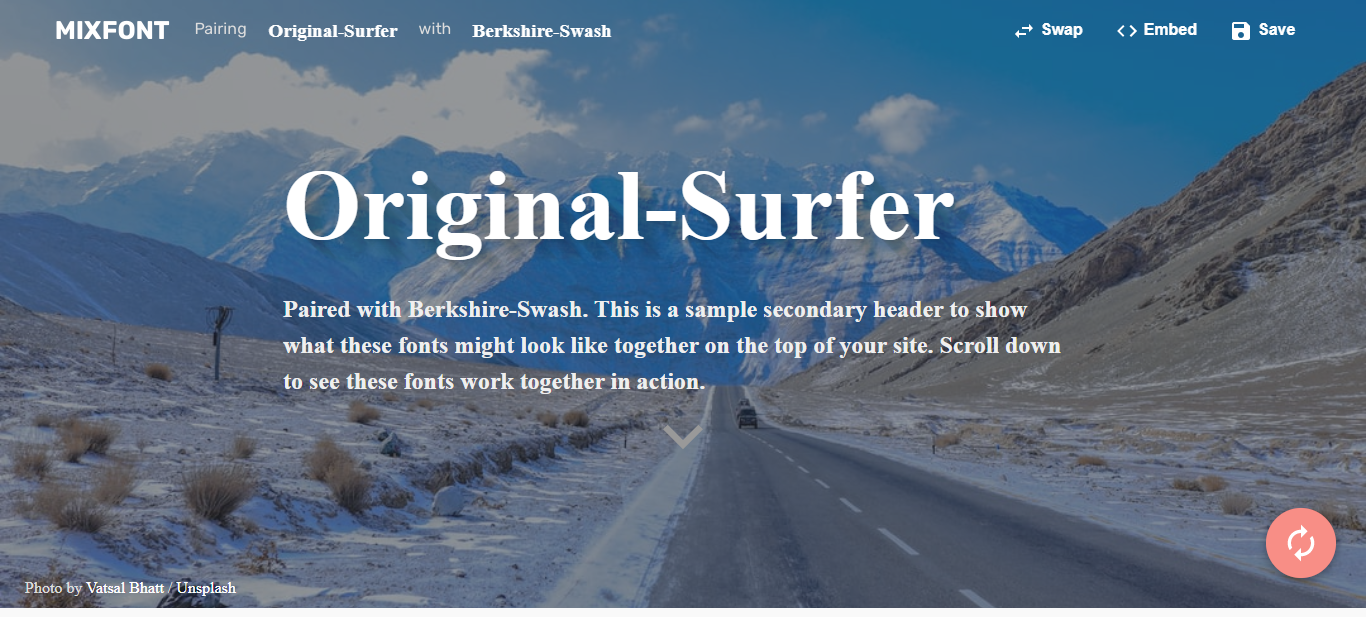 MIXFONT Pairing Original-Surfer with Berkshire-Swash Swap Embed Save
Original-Surfer
Paired with Berkshire-Swash. This is a sample secondary header to show
what these fonts might look like together on the top of your site. Scroll down
to see these fonts work together in action.
Photo by Vatsal Bhatt / Unsplash